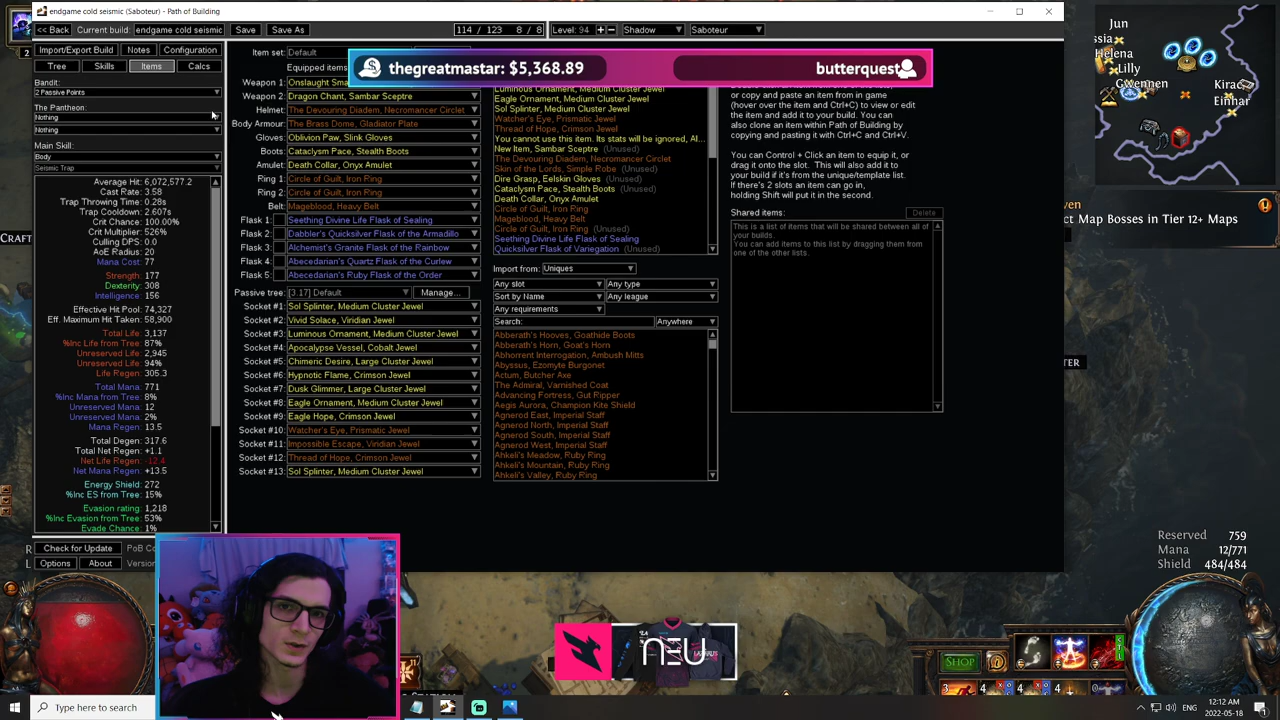 endgame cold seismic (Saboteur) - Path of Building
<< Back
Current build:
endgame cold seismic
Save
Save As
114 / 123 8 / 8
Level: 94
Shadow
Saboteur
Import/Export Build
Notes
Configuration
Tree
Skills
Items
Calcs
Bandit:
2 Passive Points
The Pantheon:
Nothing
Nothing
Main Skill:
Body
Seismic Trap
Average Hit: 6,072,577.2
Cast Rate: 3.58
Trap Throwing Time: 0.28s
Trap Cooldown: 2.607s
Crit Chance: 100.00%
Crit Multiplier: 526%
Culling DPS: 0.0
AoE Radius: 20
Mana Cost: 77
Strength: 177
Dexterity: 308
Intelligence: 156
Effective Hit Pool: 74,327
Eff. Maximum Hit Taken: 58,900
Total Life: 3,137
%Inc Life from Tree: 87%
Unreserved Life: 2,945
Unreserved Life: 94%
Life Regen: 305.3
Total Mana: 771
%Inc Mana from Tree: 8%
Unreserved Mana: 12
Unreserved Mana: 2%
Mana Regen: 13.5
Total Degen: 317.6
Total Net Regen: +1.1
Net Life Regen: -12.4
Net Mana Regen: +13.5
Energy Shield: 272
%Inc ES from Tree: 15%
Evasion rating: 1,218
%Inc Evasion from Tree: 53%
Evade Chance: 1%
Check for Update
PoB Co
Options
About
Version
Item set: Default
Equipped items
Weapon 1: Onslaught Sma
Weapon 2: Dragon Chant, Sambar Sceptre
Helmet: The Devouring Diadem, Necromancer Circlet
Body Armour: The Brass Dome, Gladiator Plate
Gloves: Oblivion Paw, Slink Gloves
Boots: Cataclysm Pace, Stealth Boots
Amulet: Death Collar, Onyx Amulet
Ring 1: Circle of Guilt, Iron Ring
Ring 2: Circle of Guilt, Iron Ring
Belt: Mageblood, Heavy Belt
Flask 1: Seething Divine Life Flask of Sealing
Flask 2: Dabbler's Quicksilver Flask of the Armadillo
Flask 3: Alchemist's Granite Flask of the Rainbow
Flask 4: Abecedarian's Quartz Flask of the Curlew
Flask 5: Abecedarian's Ruby Flask of the Order
Passive tree: [3.17] Default
Manage...
Socket #1: Sol Splinter, Medium Cluster Jewel
Socket #2: Vivid Solace, Viridian Jewel
Socket #3: Luminous Ornament, Medium Cluster Jewel
Socket #4: Apocalypse Vessel, Cobalt Jewel
Socket #5: Chimeric Desire, Large Cluster Jewel
Socket #6: Hypnotic Flame, Crimson Jewel
Socket #7: Dusk Glimmer, Large Cluster Jewel
Socket #8: Eagle Ornament, Medium Cluster Jewel
Socket #9: Eagle Hope, Crimson Jewel
Socket #10: Watcher's Eye, Prismatic Jewel
Socket #11: Impossible Escape, Viridian Jewel
Socket #12: Thread of Hope, Crimson Jewel
Socket #13: Sol Splinter, Medium Cluster Jewel
thegreatmastar: $5,368.89
butterquest
Luminous Ornament, Medium Cluster Jewel
Eagle Ornament, Medium Cluster Jewel
Sol Splinter, Medium Cluster Jewel
Watcher's Eye, Prismatic Jewel
Thread of Hope, Crimson Jewel
You cannot use this item. Its stats will be ignored, Al...
New Item, Sambar Sceptre (Unused)
The Devouring Diadem, Necromancer Circlet
Skin of the Lords, Simple Robe (Unused)
Dire Grasp, Eelskin Gloves (Unused)
Cataclysm Pace, Stealth Boots (Unused)
Death Collar, Onyx Amulet
Circle of Guilt, Iron Ring
Mageblood, Heavy Belt
Circle of Guilt, Iron Ring (Unused)
Seething Divine Life Flask of Sealing
Quicksilver Flask of Variegation (Unused)
Import from: Uniques
Any slot
Any type
Sort by Name
Any league
Any requirements
Search:
Anywhere
Abberath's Hooves, Goathide Boots
Abberath's Horn, Goat's Horn
Abhorrent Interrogation, Ambush Mitts
Abyssus, Ezomyte Burgonet
Actum, Butcher Axe
The Admiral, Varnished Coat
Advancing Fortress, Gut Ripper
Aegis Aurora, Champion Kite Shield
Agnerod East, Imperial Staff
Agnerod North, Imperial Staff
Agnerod South, Imperial Staff
Agnerod West, Imperial Staff
Ahkeli's Meadow, Ruby Ring
Ahkeli's Mountain, Ruby Ring
Ahkeli's Valley, Ruby Ring
or copy and paste an item from in game
(hover over the item and Ctrl+C) to view or edit
the item and add it to your build. You can
also clone an item within Path of Building by
copying and pasting it with Ctrl+C and Ctrl+V.
You can Control + Click an item to equip it, or
drag it onto the slot. This will also add it to
your build if it's from the unique/template list.
If there's 2 slots an item can go in,
holding Shift will put it in the second.
Shared items:
Delete
This is a list of items that will be shared between all of
your builds.
You can add items to this list by dragging them from
one of the other lists.
Jun
Helena
Lilly
Kirac
Einhar
ct Map Bosses in Tier 12+ Maps
CRAFT
Reserved 759
Mana 12/771
Shield 484/484
SHOP
NEU
Type here to search
ENG
12:12 AM
2022-05-18